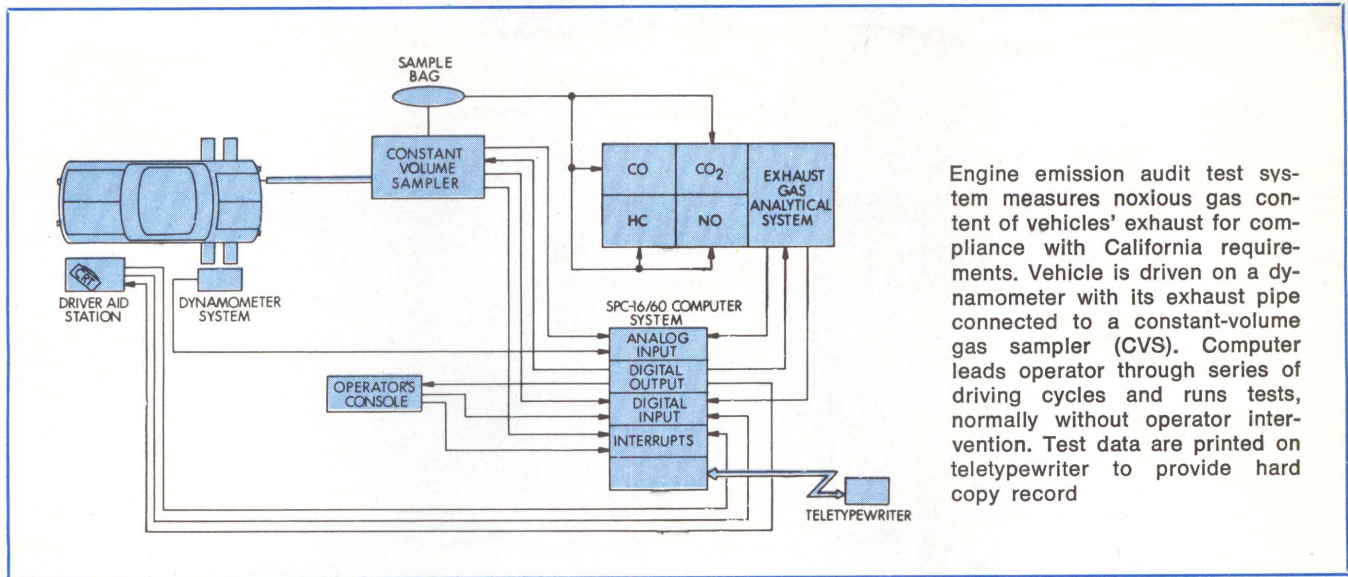 SAMPLE
BAG
CONSTANT
VOLUME
SAMPLER
CO
CO2
HC
NO
EXHAUST
GAS
ANALYTICAL
SYSTEM
CRT
DRIVER AID
STATION
DYNAMOMETER
SYSTEM
SPC-16/60 COMPUTER
SYSTEM
ANALOG
INPUT
DIGITAL
OUTPUT
DIGITAL
INPUT
INTERRUPTS
OPERATOR'S
CONSOLE
TELETYPEWRITER
Engine emission audit test sys-
tem measures noxious gas con-
tent of vehicles' exhaust for com-
pliance with California require-
ments. Vehicle is driven on a dy-
namometer with its exhaust pipe
connected to a constant-volume
gas sampler (CVS). Computer
leads operator through series of
driving cycles and runs tests,
normally without operator inter-
vention. Test data are printed on
teletypewriter to provide hard
copy record